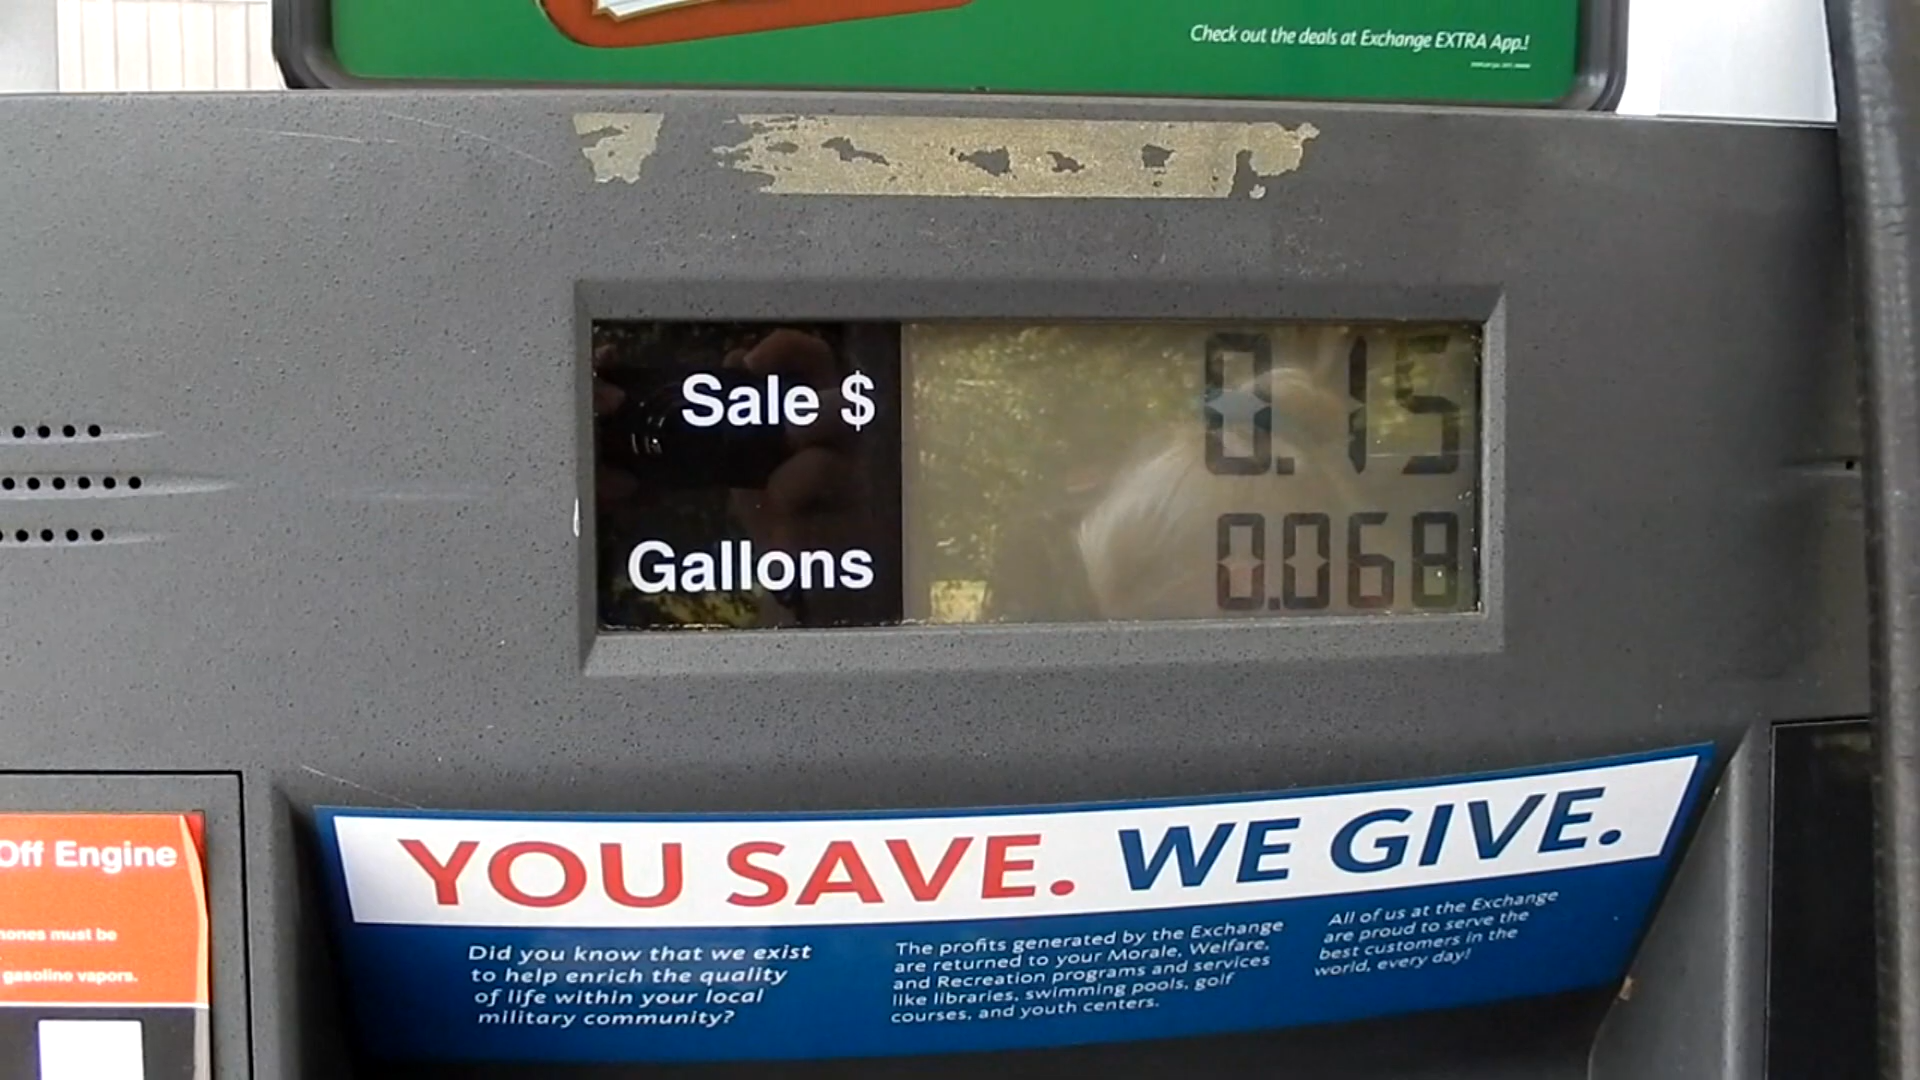 Check out the deals at Exchange EXTRA App!
Sale $ 0.15
Gallons 0.068
Off Engine
YOU SAVE. WE GIVE.
hones must be
gasoline vapors.
Did you know that we exist
to help enrich the quality
of life within your local
military community?
The profits generated by the Exchange
are returned to your Morale, Welfare,
and Recreation programs and services
like libraries, swimming pools, golf
courses, and youth centers.
All of us at the Exchange
are proud to serve the
best customers in the
world, every day!